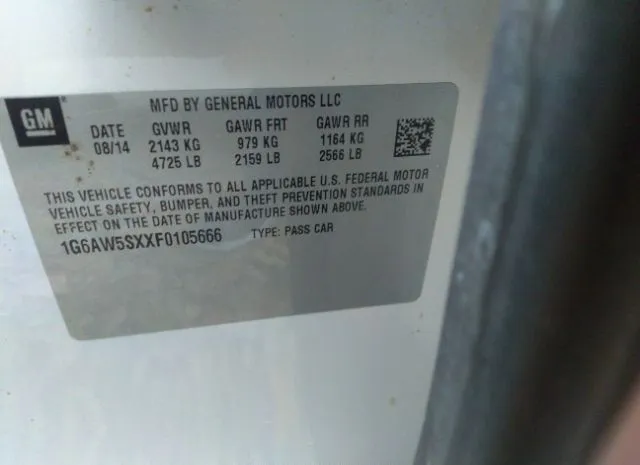 GM
MFD BY GENERAL MOTORS LLC
DATE GVWR GAWR FRT GAWR RR
08/14 2143 KG 979 KG 1164 KG
4725 LB 2159 LB 2566 LB
THIS VEHICLE CONFORMS TO ALL APPLICABLE U.S. FEDERAL MOTOR
VEHICLE SAFETY, BUMPER, AND THEFT PREVENTION STANDARDS IN
EFFECT ON THE DATE OF MANUFACTURE SHOWN ABOVE.
1G6AW5SXXF0105666 TYPE: PASS CAR